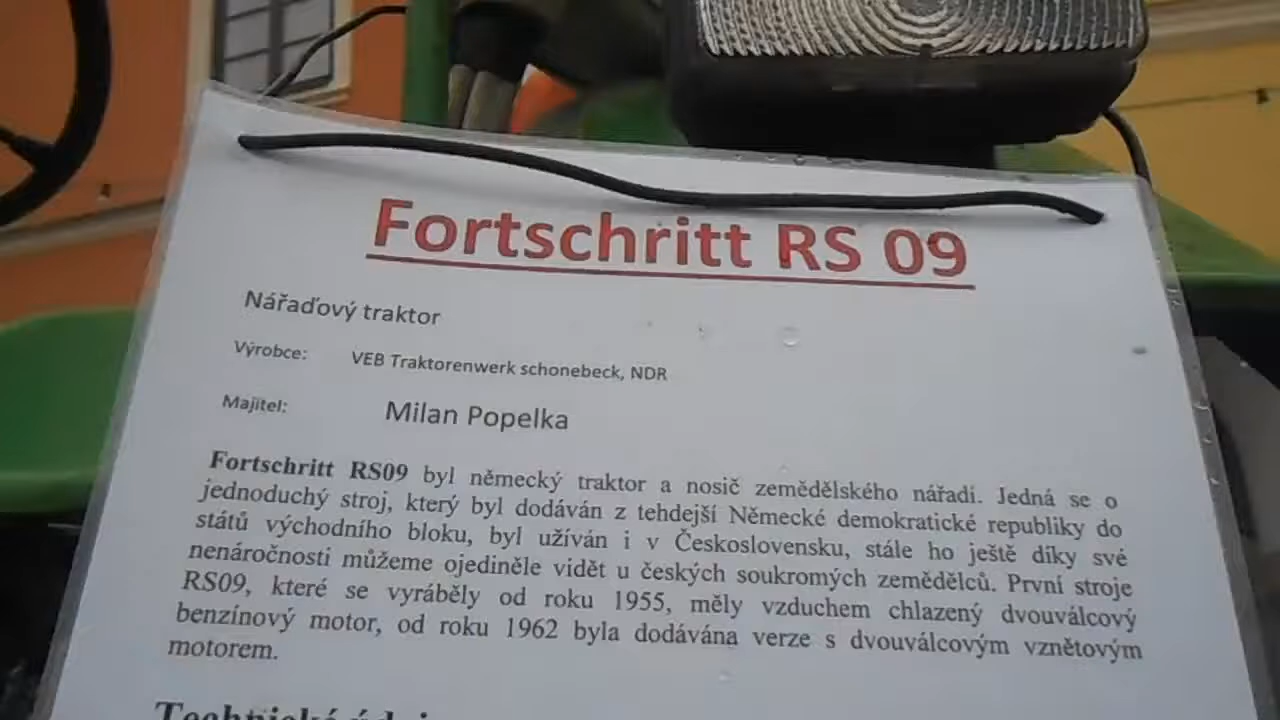 Fortschritt RS 09
Nářaďový traktor
Výrobce: VEB Traktorenwerk schonebeck, NDR
Majitel: Milan Popelka
Fortschritt RS09 byl německý traktor a nosič zemědělského nářadí. Jedná se o
jednoduchý stroj, který byl dodáván z tehdejší Německé demokratické republiky do
států východního bloku, byl užíván i v Československu, stále ho ještě díky své
nenáročnosti můžeme ojediněle vidět u českých soukromých zemědělců. První stroje
RS09, které se vyráběly od roku 1955, měly vzduchem chlazený dvouválcový
benzínový motor, od roku 1962 byla dodávána verze s dvouválcovým vznětovým
motorem.
Technické údaje